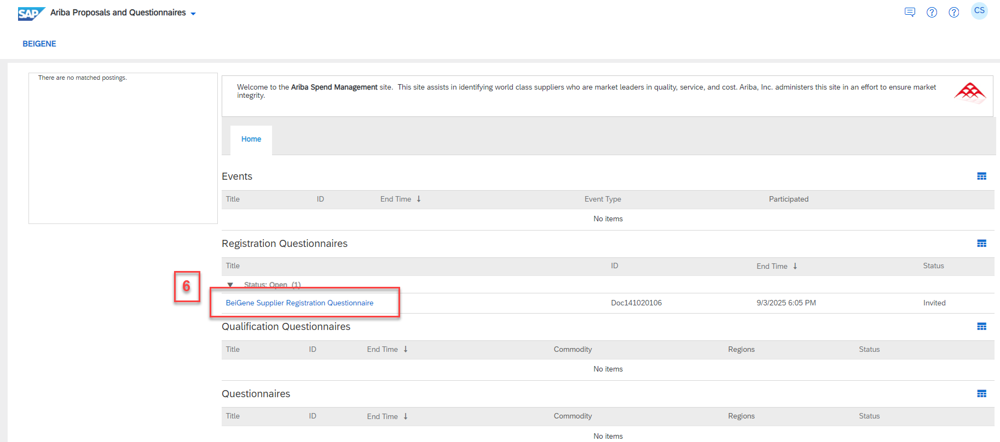 SAP Ariba Proposals and Questionnaires
CS
BEIGENE
There are no matched postings.
Welcome to the Ariba Spend Management site. This site assists in identifying world class suppliers who are market leaders in quality, service, and cost. Ariba, Inc. administers this site in an effort to ensure market
integrity.
Home
Events
Title ID End Time ↓ Event Type Participated
No items
Registration Questionnaires
Title ID End Time ↓ Status
6
▼ Status: Open (1)
BeiGene Supplier Registration Questionnaire Doc141020106 9/3/2025 6:05 PM Invited
Qualification Questionnaires
Title ID End Time ↓ Commodity Regions Status
No items
Questionnaires
Title ID End Time ↓ Commodity Regions Status
No items